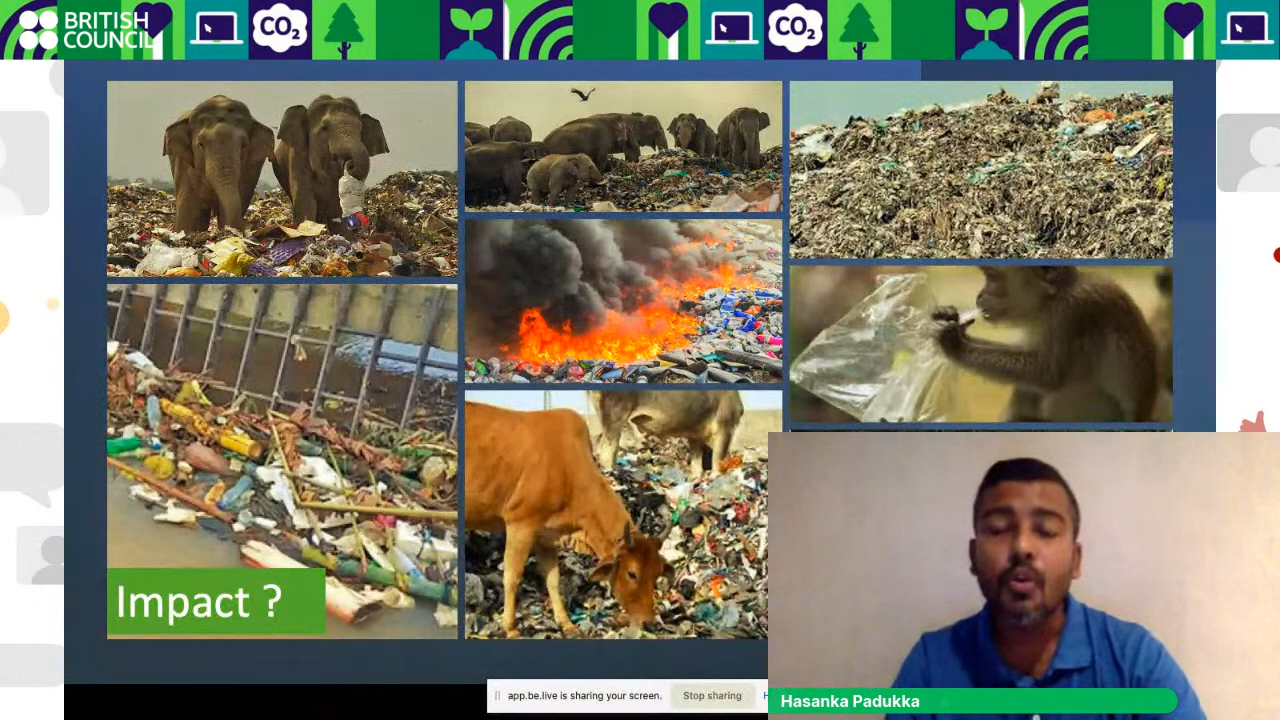 BRITISH
COUNCIL
CO₂
CO₂
Impact ?
app.be.live is sharing your screen.
Stop sharing
Hasanka Padukka